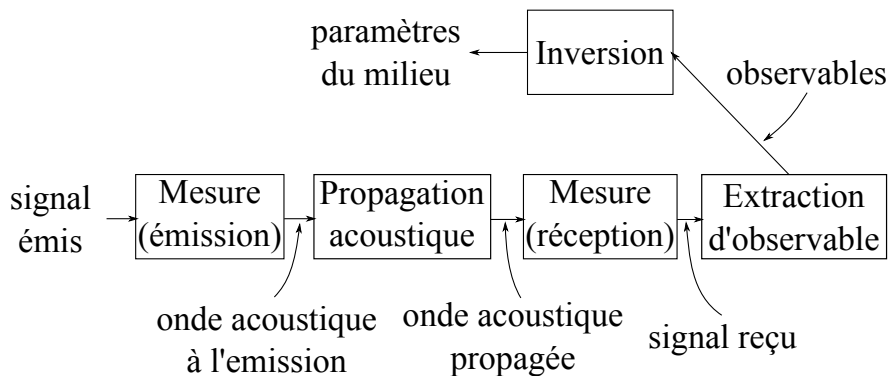 paramètres
du milieu
Inversion
observables
signal
émis
Mesure
(émission)
Propagation
acoustique
Mesure
(réception)
Extraction
d'observable
onde acoustique
à l'emission
onde acoustique
propagée
signal reçu